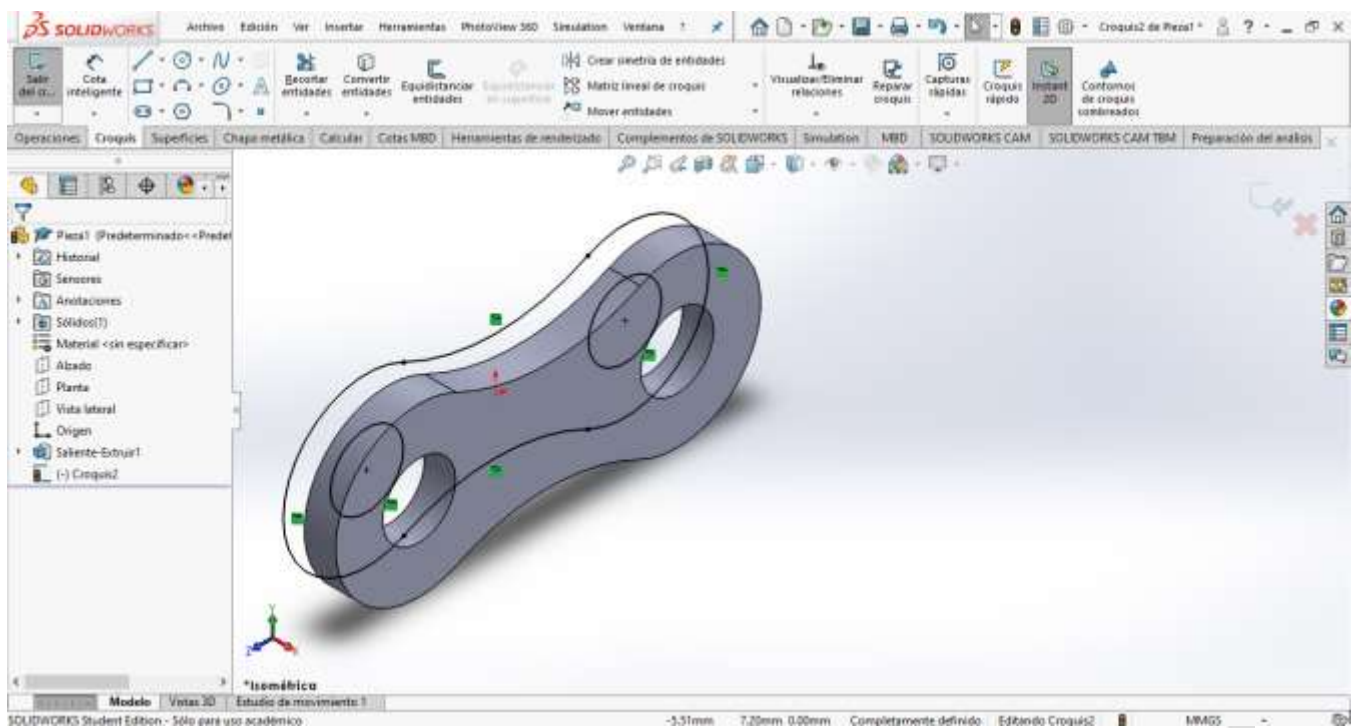 SOLIDWORKS Archivo Edición Ver Insertar Herramientas PhotoView 360 Simulation Ventana ? Croquis2 de Pieza1 * ?
Salir del cr...
Cota inteligente
Recortar entidades
Convertir entidades
Equidistanciar entidades
Crear simetría de entidades
Matriz lineal de croquis
Mover entidades
Visualizar/Eliminar relaciones
Reparar croquis
Capturas rápidas
Croquis rápido
Instant 2D
Contornos de croquis sombreados
Operaciones Croquis Superficies Chapa metálica Calcular Cotas MBD Herramientas de renderizado Complementos de SOLIDWORKS Simulation MBD SOLIDWORKS CAM SOLIDWORKS CAM TBM Preparación del análisis
Pieza1 (Predeterminado<<Predet
Historial
Sensores
Anotaciones
Sólidos(1)
Material <sin especificar>
Alzado
Planta
Vista lateral
Origen
Saliente-Extruir1
(-) Croquis2
Y
Z
X
*Isométrica
Modelo Vistas 3D Estudio de movimiento 1
SOLIDWORKS Student Edition - Sólo para uso académico -5.51mm 7.20mm 0.00mm Completamente definido Editando Croquis2 MMGS